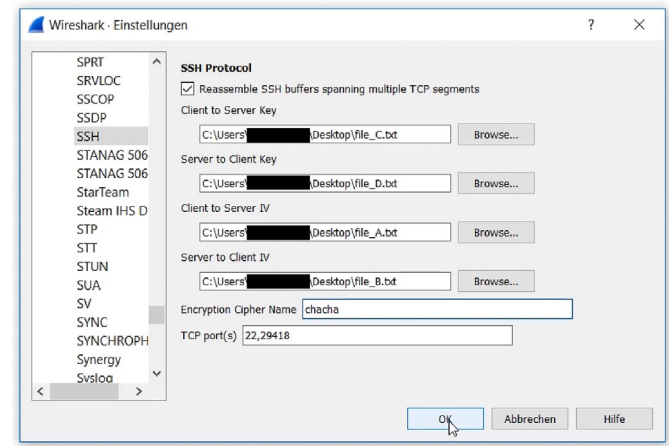 Wireshark · Einstellungen
?
SPRT
SRVLOC
SSCOP
SSDP
SSH
STANAG 506
STANAG 506
StarTeam
Steam IHS D
STP
STT
STUN
SUA
SV
SYNC
SYNCHROPH
Synergy
Syslog
SSH Protocol
Reassemble SSH buffers spanning multiple TCP segments
Client to Server Key
C:\Users\ \Desktop\file_C.txt Browse...
Server to Client Key
C:\Users\ \Desktop\file_D.txt Browse...
Client to Server IV
C:\Users\ \Desktop\file_A.txt Browse...
Server to Client IV
C:\Users\ \Desktop\file_B.txt Browse...
Encryption Cipher Name chacha
TCP port(s) 22,29418
OK Abbrechen Hilfe